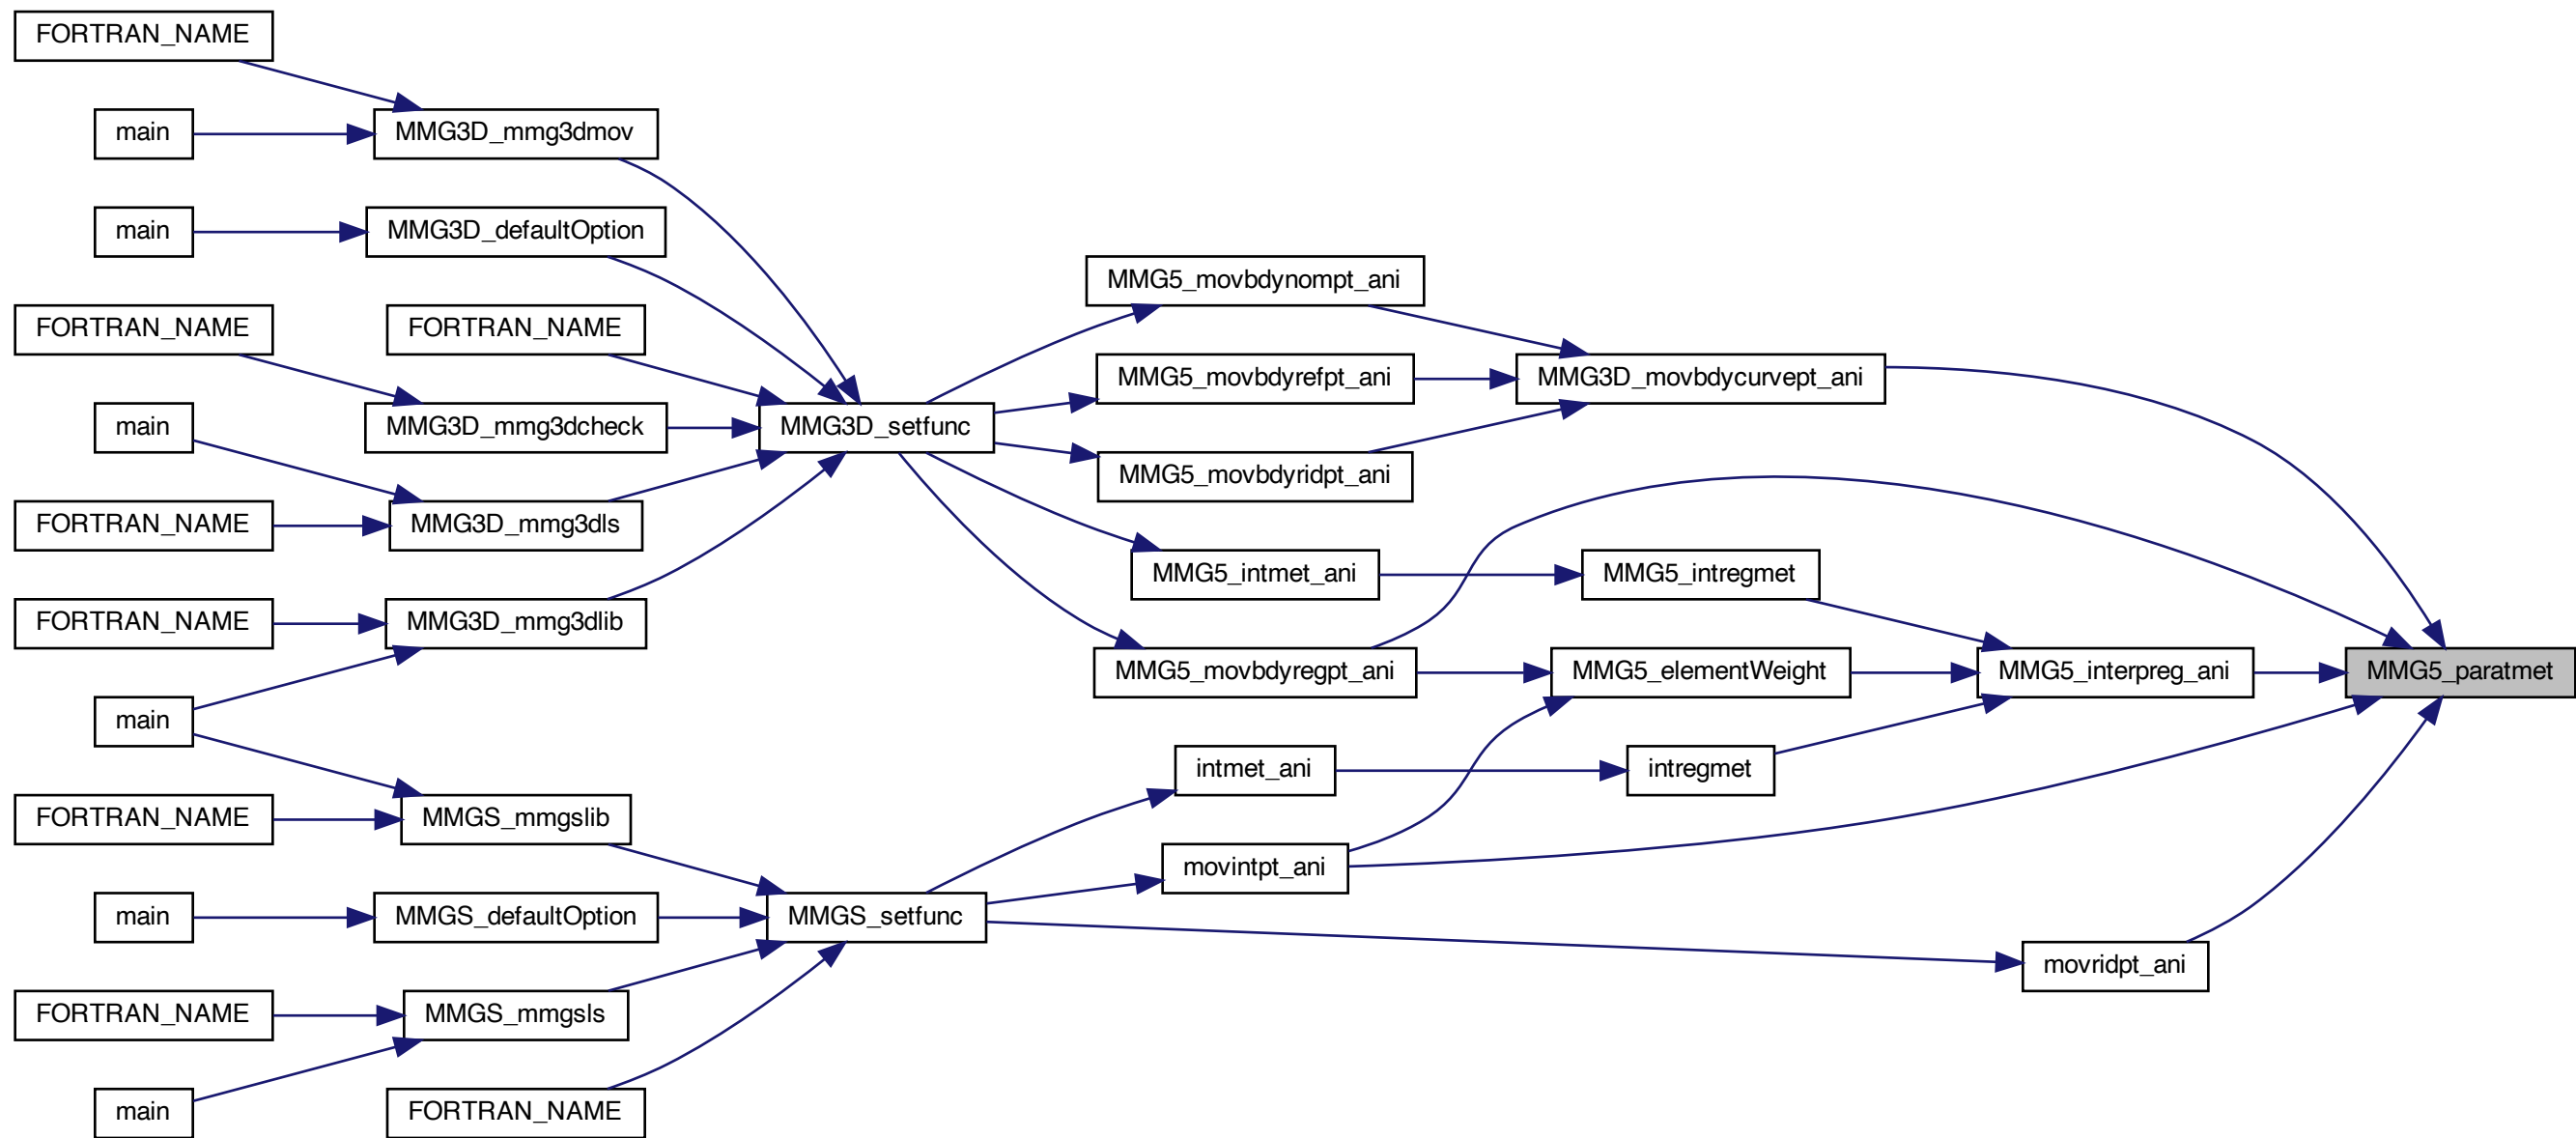 FORTRAN_NAME
main
MMG3D_mmg3dmov
main
MMG3D_defaultOption
MMG5_movbdynompt_ani
FORTRAN_NAME
FORTRAN_NAME
MMG5_movbdyrefpt_ani
MMG3D_movbdycurvept_ani
main
MMG3D_mmg3dcheck
MMG3D_setfunc
MMG5_movbdyridpt_ani
FORTRAN_NAME
MMG3D_mmg3dls
MMG5_intmet_ani
MMG5_intregmet
FORTRAN_NAME
MMG3D_mmg3dlib
MMG5_movbdyregpt_ani
MMG5_elementWeight
MMG5_interpreg_ani
MMG5_paratmet
main
intmet_ani
intregmet
FORTRAN_NAME
MMGS_mmgslib
movintpt_ani
main
MMGS_defaultOption
MMGS_setfunc
movridpt_ani
FORTRAN_NAME
MMGS_mmgsls
main
FORTRAN_NAME